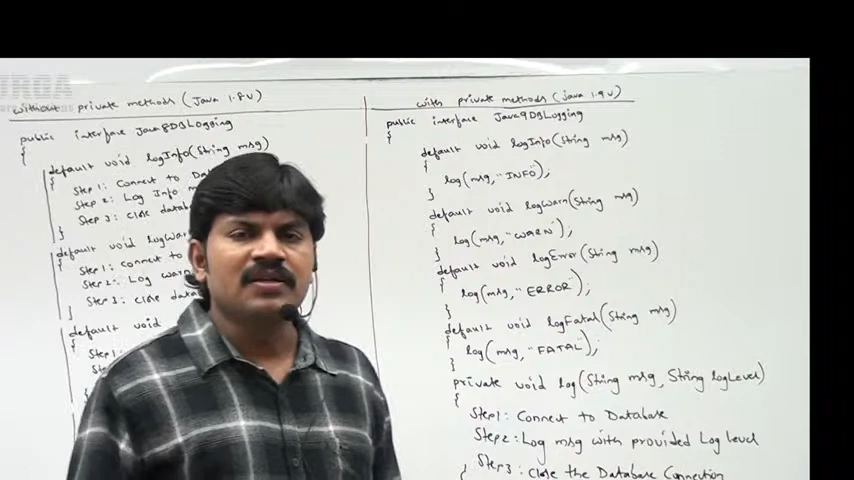 without private methods (Java 1.8v)
public interface Java8DBLogging
{
default void logInfo(String msg)
{
Step 1: Connect to
Step 2: Log Info
Step 3: close
}
default void
{
Step 1: Connect to
Step 2: Log
Step 3: close
}
default void
{
with private methods (java 1.9v)
public interface Java9DBLogging
{
default void logInfo(String msg)
{
log(msg, "INFO");
}
default void logWarn(String msg)
{
log(msg, "WARN");
}
default void logError(String msg)
{
log(msg, "ERROR");
}
default void logFatal(String msg)
{
log(msg, "FATAL");
}
private void log(String msg, String logLevel)
{
Step1: Connect to Database
Step2: Log msg with provided Log level
Step3: close the Database Connection
}